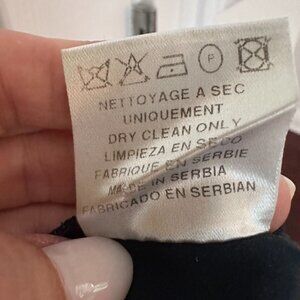 P
NETTOYAGE A SEC
UNIQUEMENT
DRY CLEAN ONLY
LIMPIEZA EN SECO
FABRIQUE EN SERBIE
MADE IN SERBIA
FABRICADO EN SERBIAN